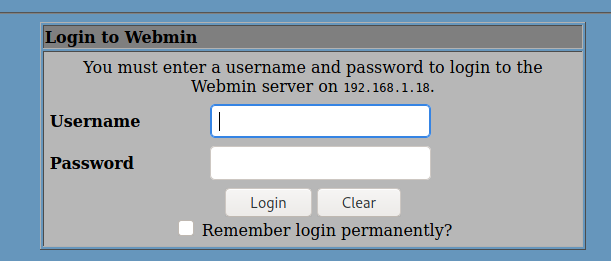 Login to Webmin
You must enter a username and password to login to the
Webmin server on 192.168.1.18.
Username
Password
Login Clear
Remember login permanently?